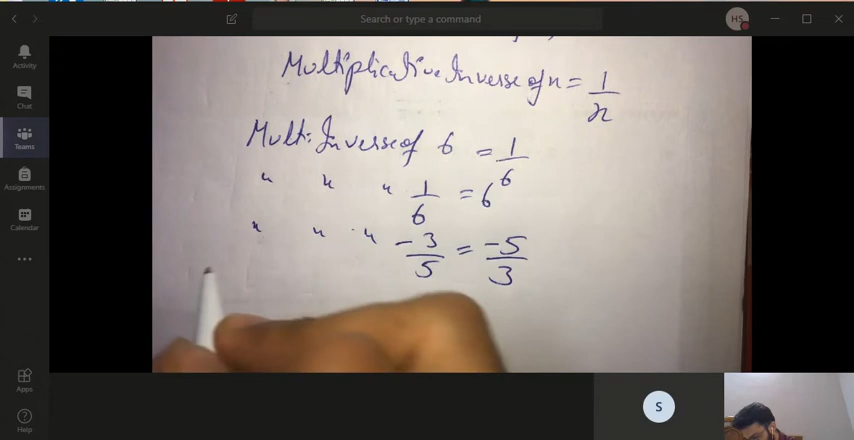 Search or type a command
HS
Activity
Chat
Teams
Assignments
Calendar
Apps
Help
Multiplicative Inverse of n = 1/n
Multi: Inverse of 6 = 1/6
" " " 1/6 = 6
" " " -3/5 = -5/3
S